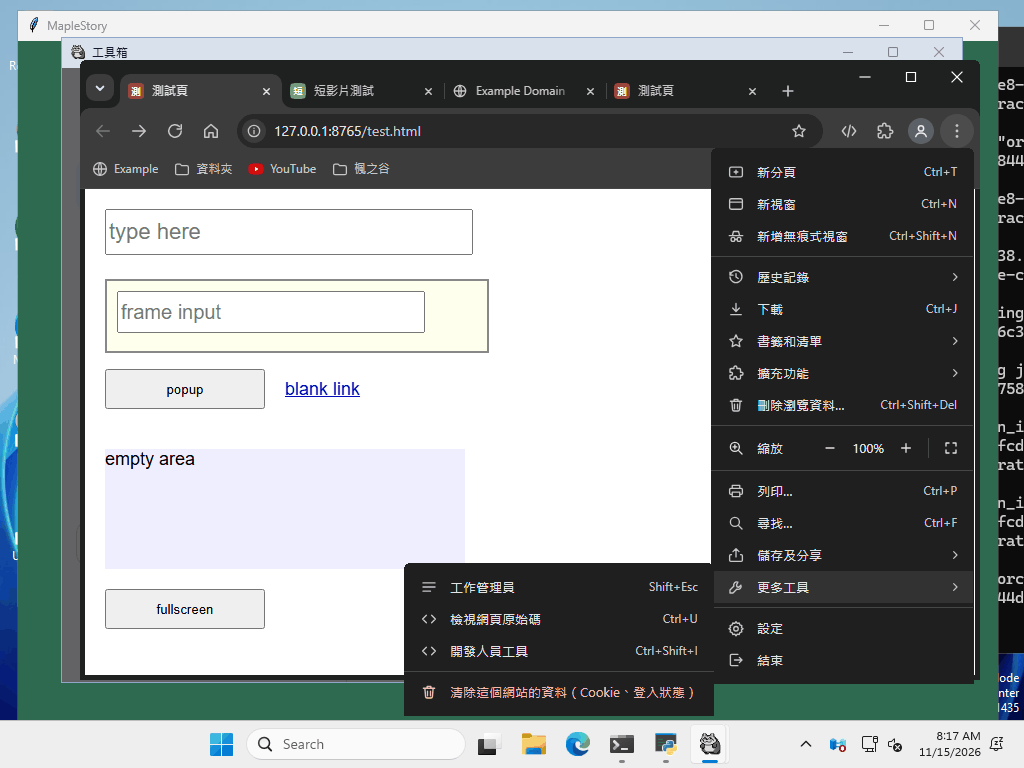 MapleStory
工具箱
測試頁
短影片測試
Example Domain
測試頁
127.0.0.1:8765/test.html
Example
資料夾
YouTube
楓之谷
type here
frame input
popup
blank link
empty area
fullscreen
新分頁 Ctrl+T
新視窗 Ctrl+N
新增無痕式視窗 Ctrl+Shift+N
歷史記錄
下載 Ctrl+J
書籤和清單
擴充功能
刪除瀏覽資料... Ctrl+Shift+Del
縮放 − 100% +
列印... Ctrl+P
尋找... Ctrl+F
儲存及分享
更多工具
設定
結束
工作管理員 Shift+Esc
檢視網頁原始碼 Ctrl+U
開發人員工具 Ctrl+Shift+I
清除這個網站的資料（Cookie、登入狀態）
Search
8:17 AM
11/15/2026